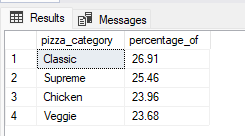 Results Messages
pizza_category percentage_of
1 Classic 26.91
2 Supreme 25.46
3 Chicken 23.96
4 Veggie 23.68